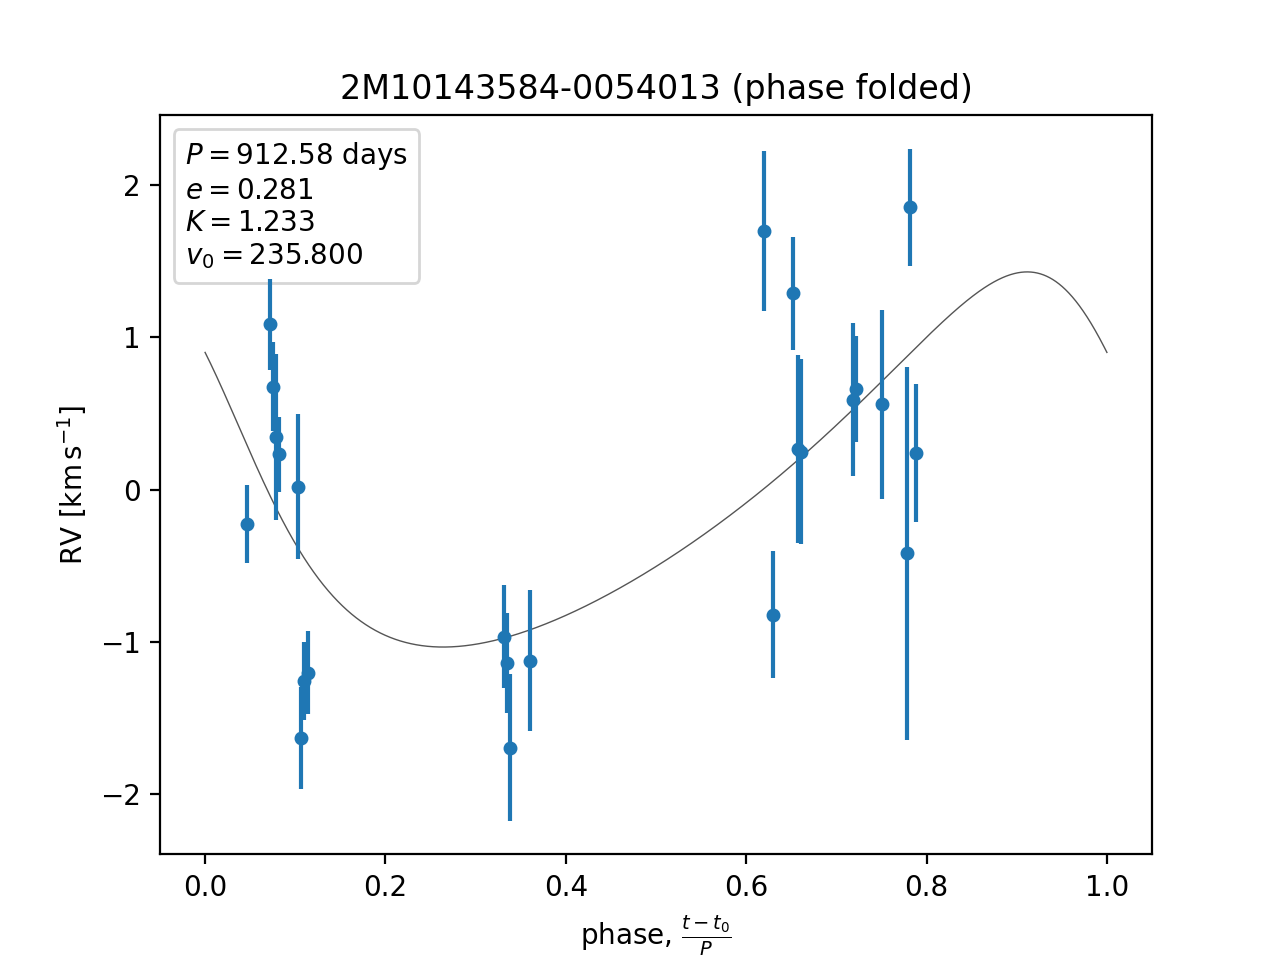 2M10143584-0054013 (phase folded)
P = 912.58 days
e = 0.281
K = 1.233
v₀ = 235.800
RV [km s⁻¹]
2
1
0
−1
−2
0.0 0.2 0.4 0.6 0.8 1.0
phase, (t − t₀)/P